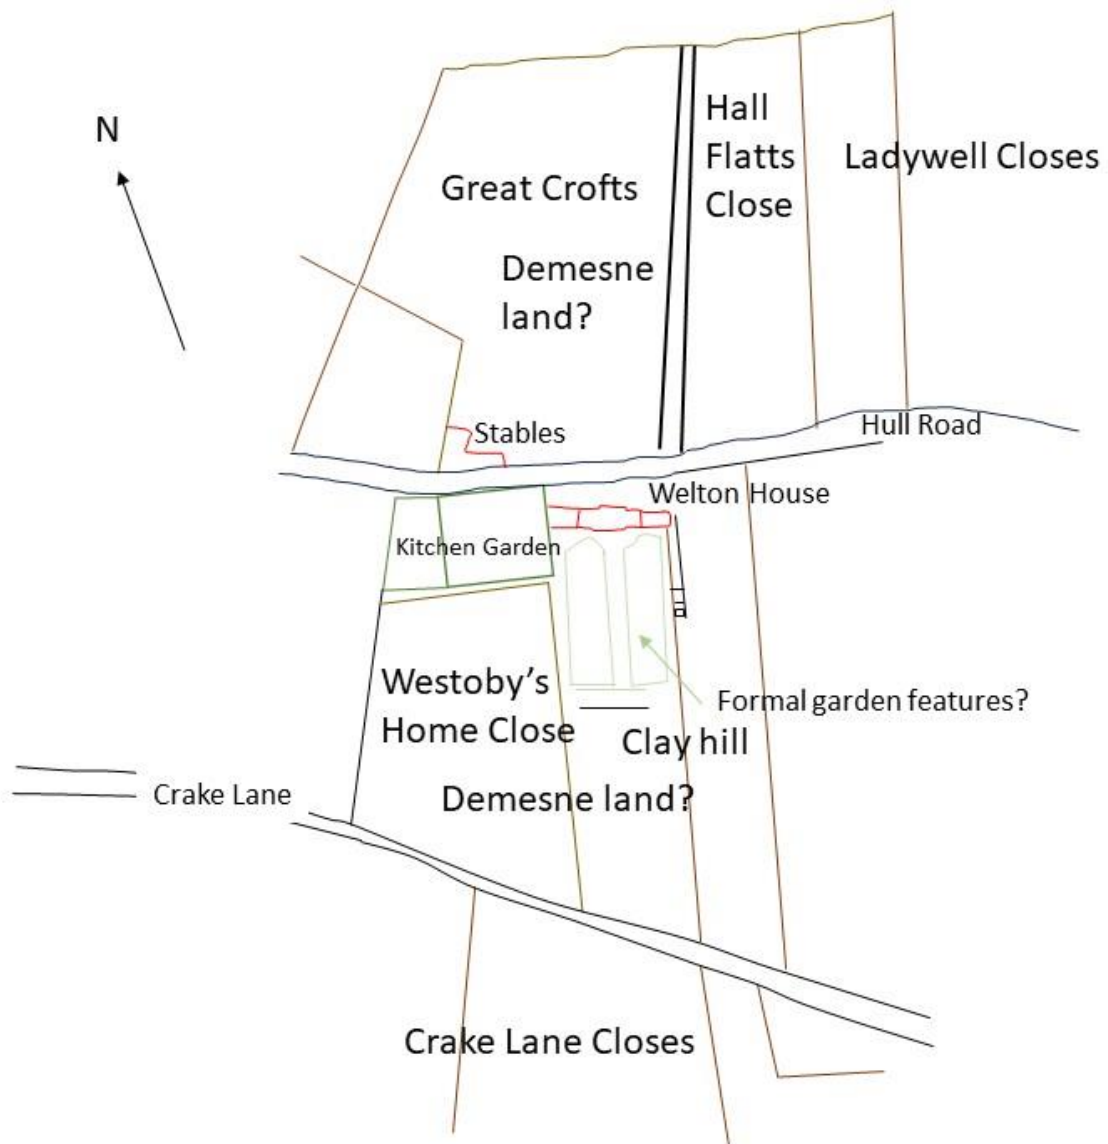 N
Hall
Flatts
Close
Ladywell Closes
Great Crofts
Demesne
land?
Stables
Hull Road
Welton House
Kitchen Garden
Westoby’s
Home Close
Formal garden features?
Clay hill
Crake Lane
Demesne land?
Crake Lane Closes